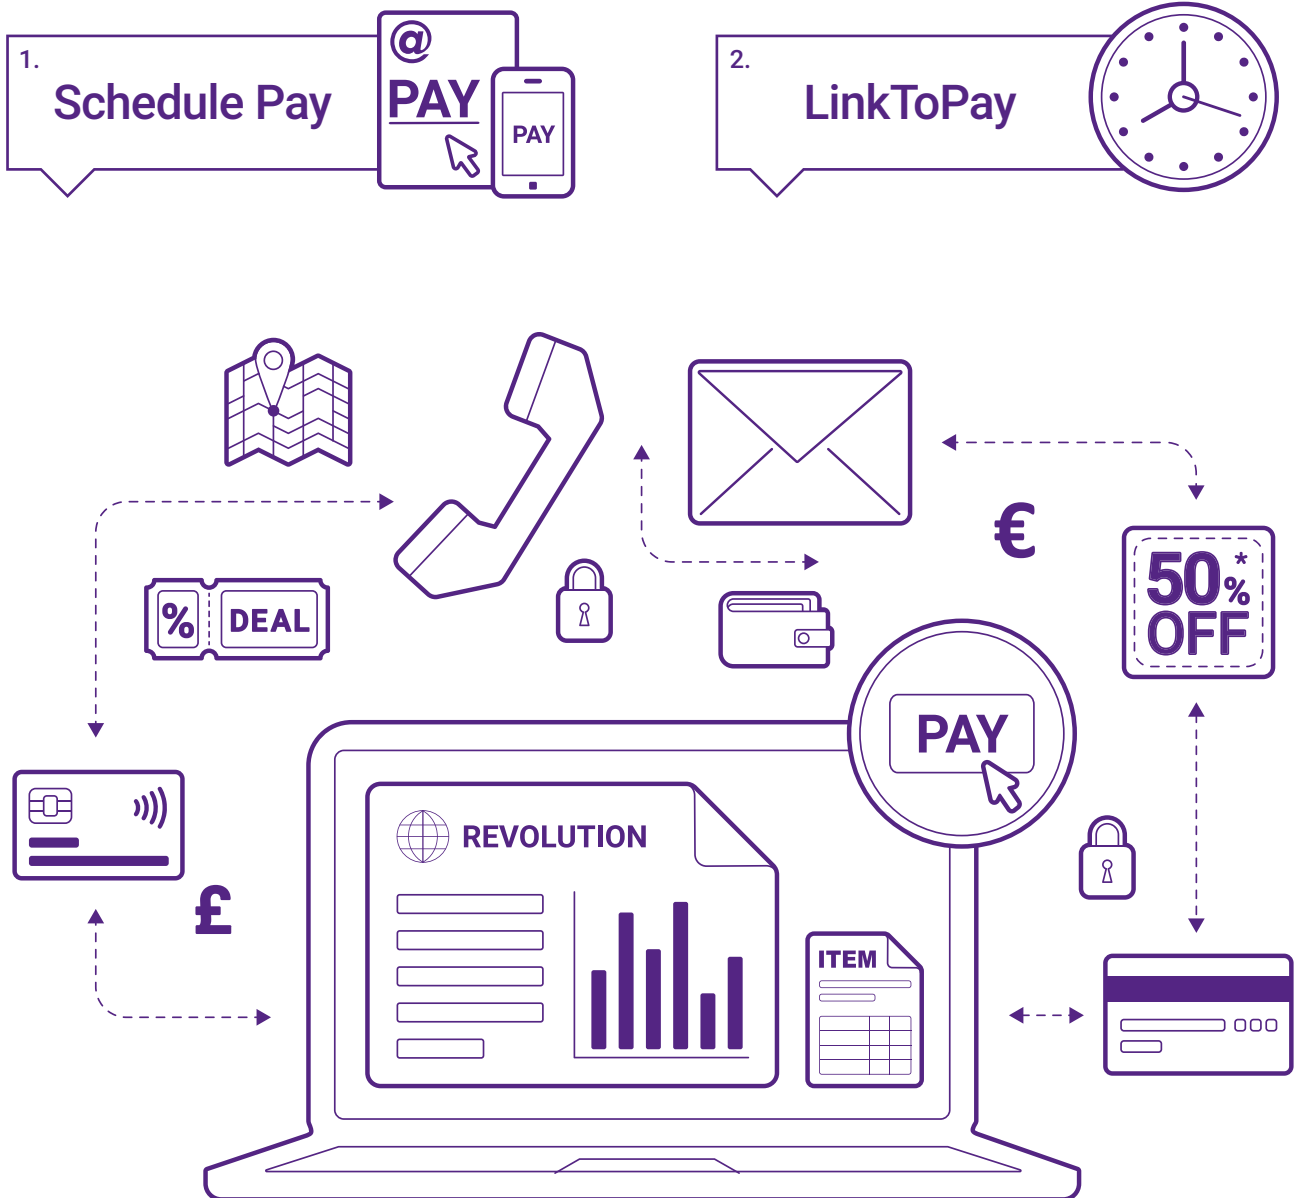 1.
Schedule Pay
@
PAY
PAY
2.
LinkToPay
€
50%*
OFF
% DEAL
PAY
REVOLUTION
£
ITEM